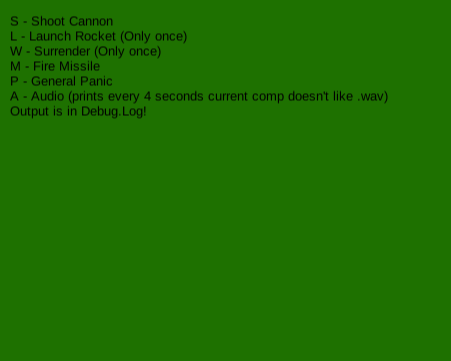 S - Shoot Cannon
L - Launch Rocket (Only once)
W - Surrender (Only once)
M - Fire Missile
P - General Panic
A - Audio (prints every 4 seconds current comp doesn't like .wav)
Output is in Debug.Log!